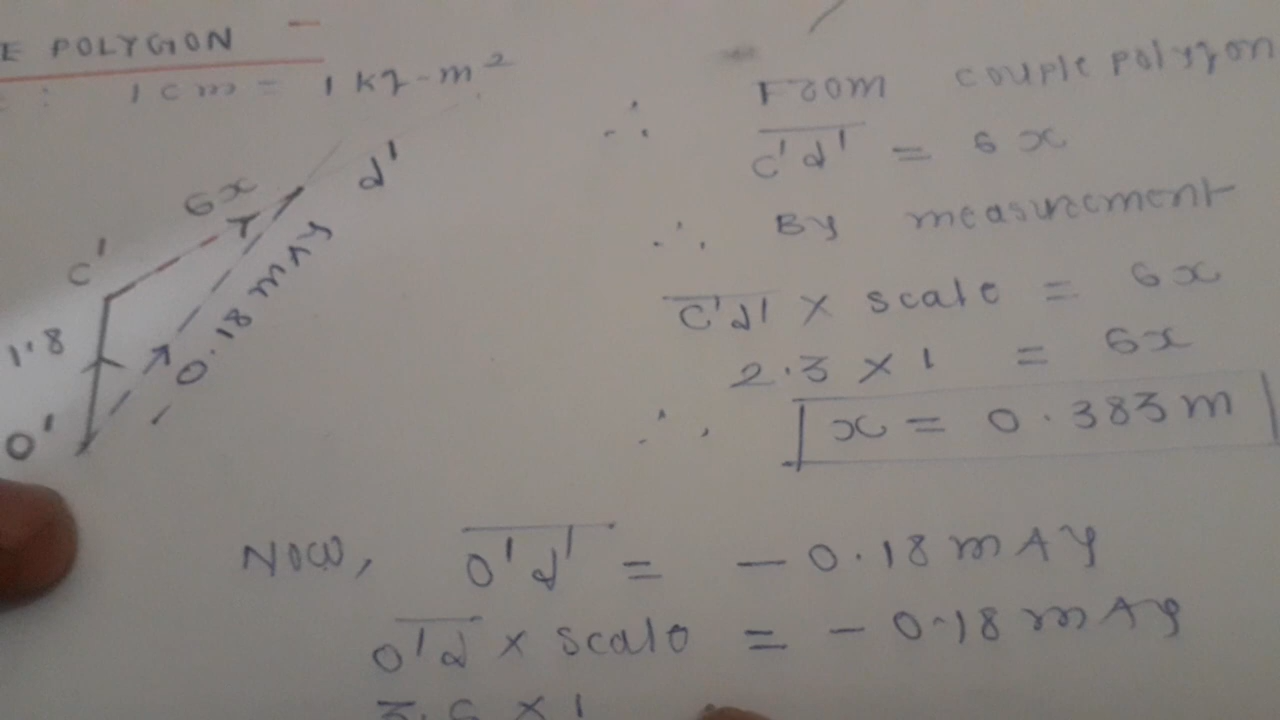 E POLYGON
: 1 cm = 1 kg-m²
6x
d'
c'
0.18 mAy
1.8
o'
∴ From couple polygon
c'd' = 6x
∴ By measurement
c'd' × scale = 6x
2.3 × 1 = 6x
∴ x = 0.383 m
Now, o'd' = - 0.18 mAy
o'd × scale = - 0.18 mAy
× 1